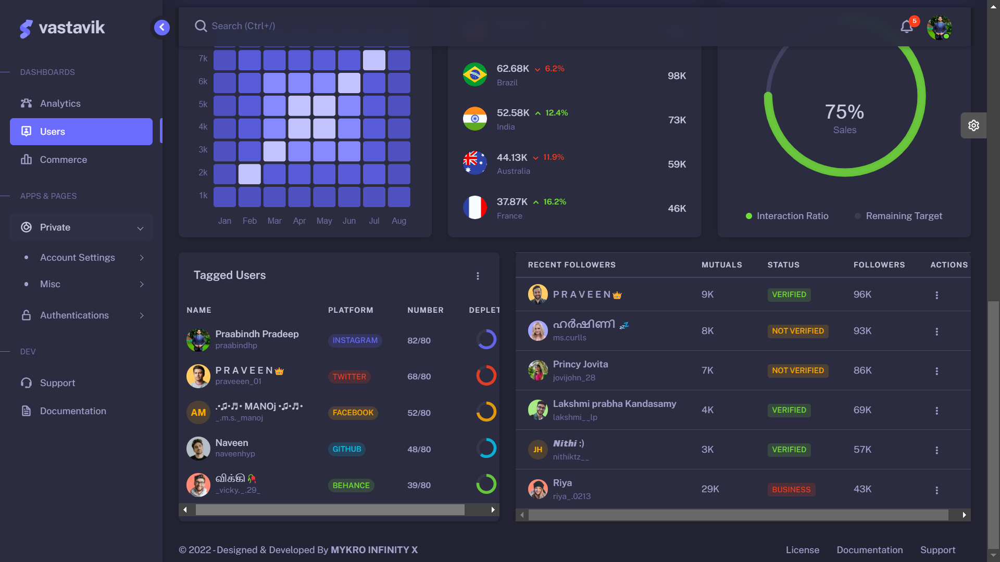 vastavik
Search (Ctrl+/)
5
DASHBOARDS
Analytics
Users
Commerce
APPS & PAGES
Private
Account Settings
Misc
Authentications
DEV
Support
Documentation
7k
6k
5k
4k
3k
2k
1k
Jan Feb Mar Apr May Jun Jul Aug
62.68K 6.2%
Brazil
98K
52.58K 12.4%
India
73K
44.13K 11.9%
Australia
59K
37.87K 16.2%
France
46K
75%
Sales
Interaction Ratio Remaining Target
Tagged Users
NAME PLATFORM NUMBER DEPLET
Praabindh Pradeep
praabindhp
INSTAGRAM 82/80
P R A V E E N👑
praveeen_01
TWITTER 68/80
AM
.•♫•♬• MANOj •♫•♬•
_.m.s._manoj
FACEBOOK 52/80
Naveen
naveenhyp
GITHUB 48/80
விக்கி🥀
_vicky._.29_
BEHANCE 39/80
RECENT FOLLOWERS MUTUALS STATUS FOLLOWERS ACTIONS
P R A V E E N👑 9K VERIFIED 96K
ഹർഷിണി 💤
ms.curlls
8K NOT VERIFIED 93K
Princy Jovita
jovijohn_28
7K NOT VERIFIED 86K
Lakshmi prabha Kandasamy
lakshmi__lp
4K VERIFIED 69K
JH
𝙉𝙞𝙩𝙝𝙞 :)
nithiktz__
3K VERIFIED 57K
Riya
riya_.0213
29K BUSINESS 43K
© 2022 - Designed & Developed By MYKRO INFINITY X
License Documentation Support